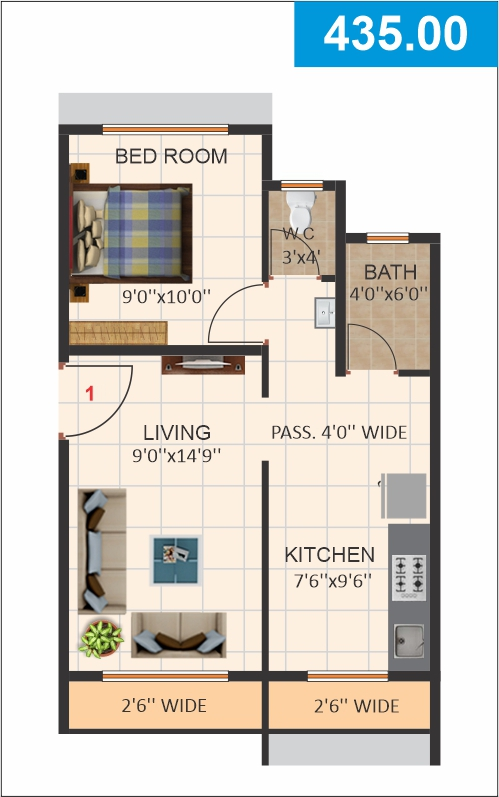 435.00
BED ROOM
9'0''x10'0''
W C
3'x4'
BATH
4'0''x6'0''
1
LIVING
9'0''x14'9''
PASS. 4'0'' WIDE
KITCHEN
7'6''x9'6''
2'6'' WIDE
2'6'' WIDE